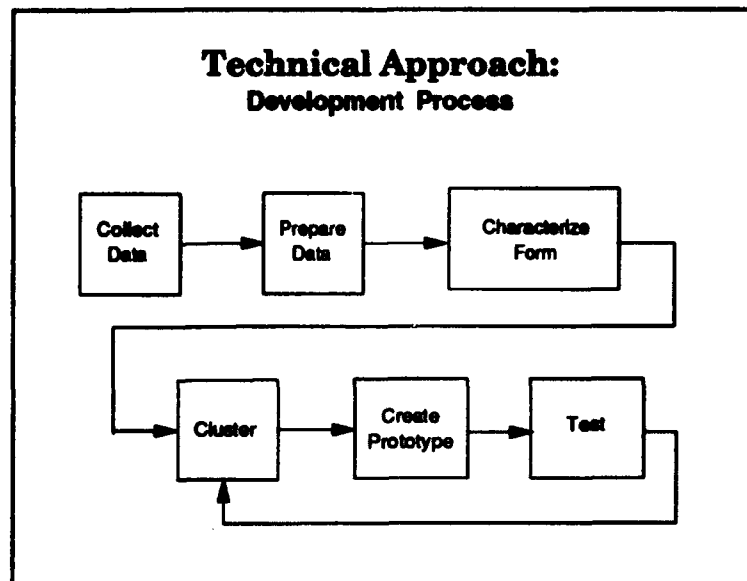 Technical Approach:
Development Process
Collect
Data
Prepare
Data
Characterize
Form
Cluster
Create
Prototype
Test